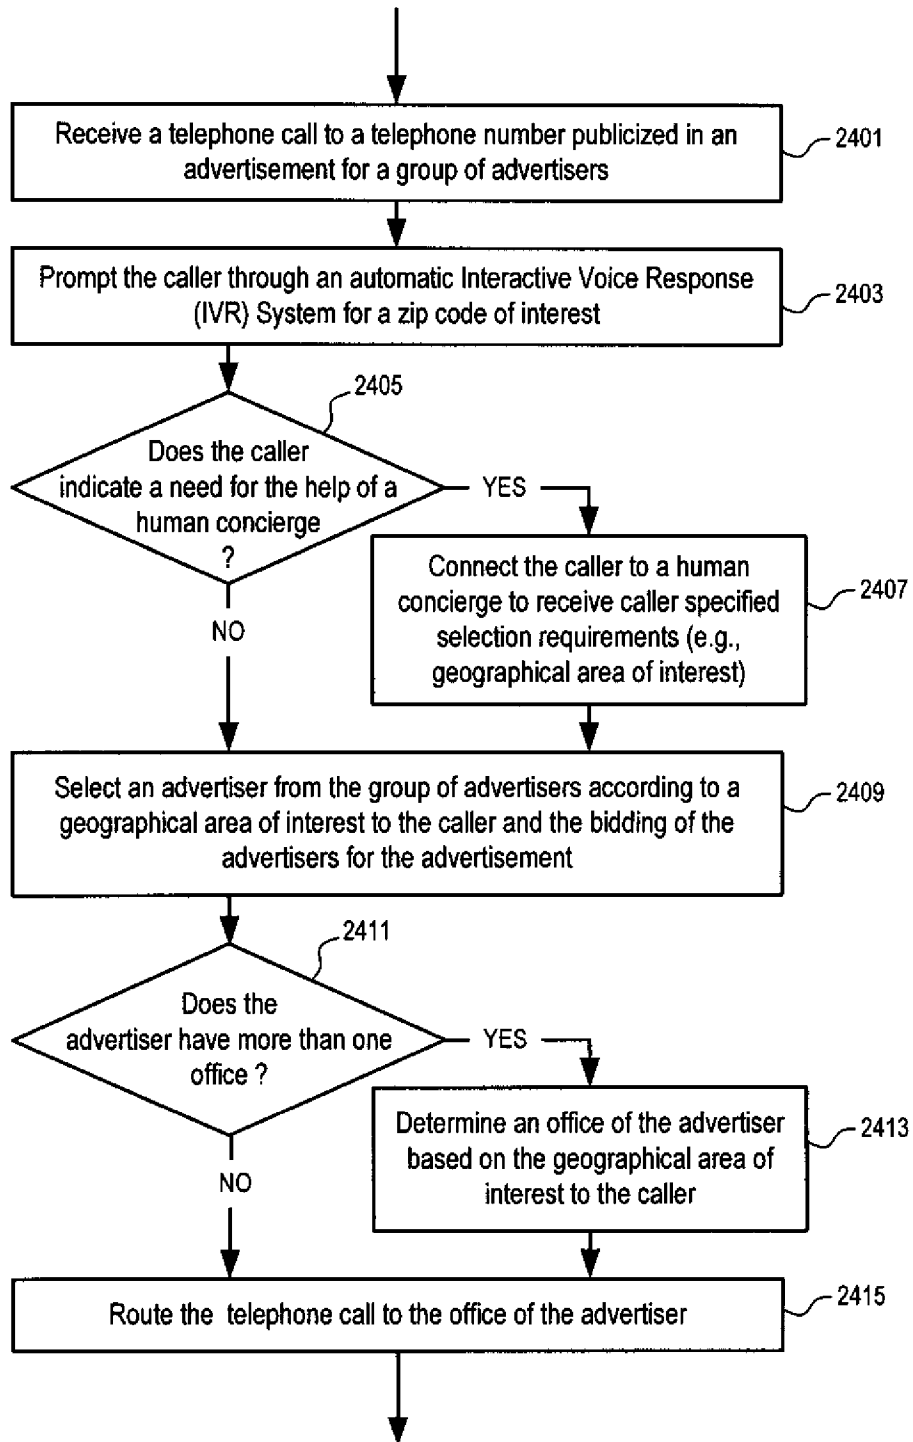 Receive a telephone call to a telephone number publicized in an
advertisement for a group of advertisers
2401
Prompt the caller through an automatic Interactive Voice Response
(IVR) System for a zip code of interest
2403
2405
Does the caller
indicate a need for the help of a
human concierge
?
YES
NO
Connect the caller to a human
concierge to receive caller specified
selection requirements (e.g.,
geographical area of interest)
2407
Select an advertiser from the group of advertisers according to a
geographical area of interest to the caller and the bidding of the
advertisers for the advertisement
2409
2411
Does the
advertiser have more than one
office ?
YES
NO
Determine an office of the advertiser
based on the geographical area of
interest to the caller
2413
Route the telephone call to the office of the advertiser
2415